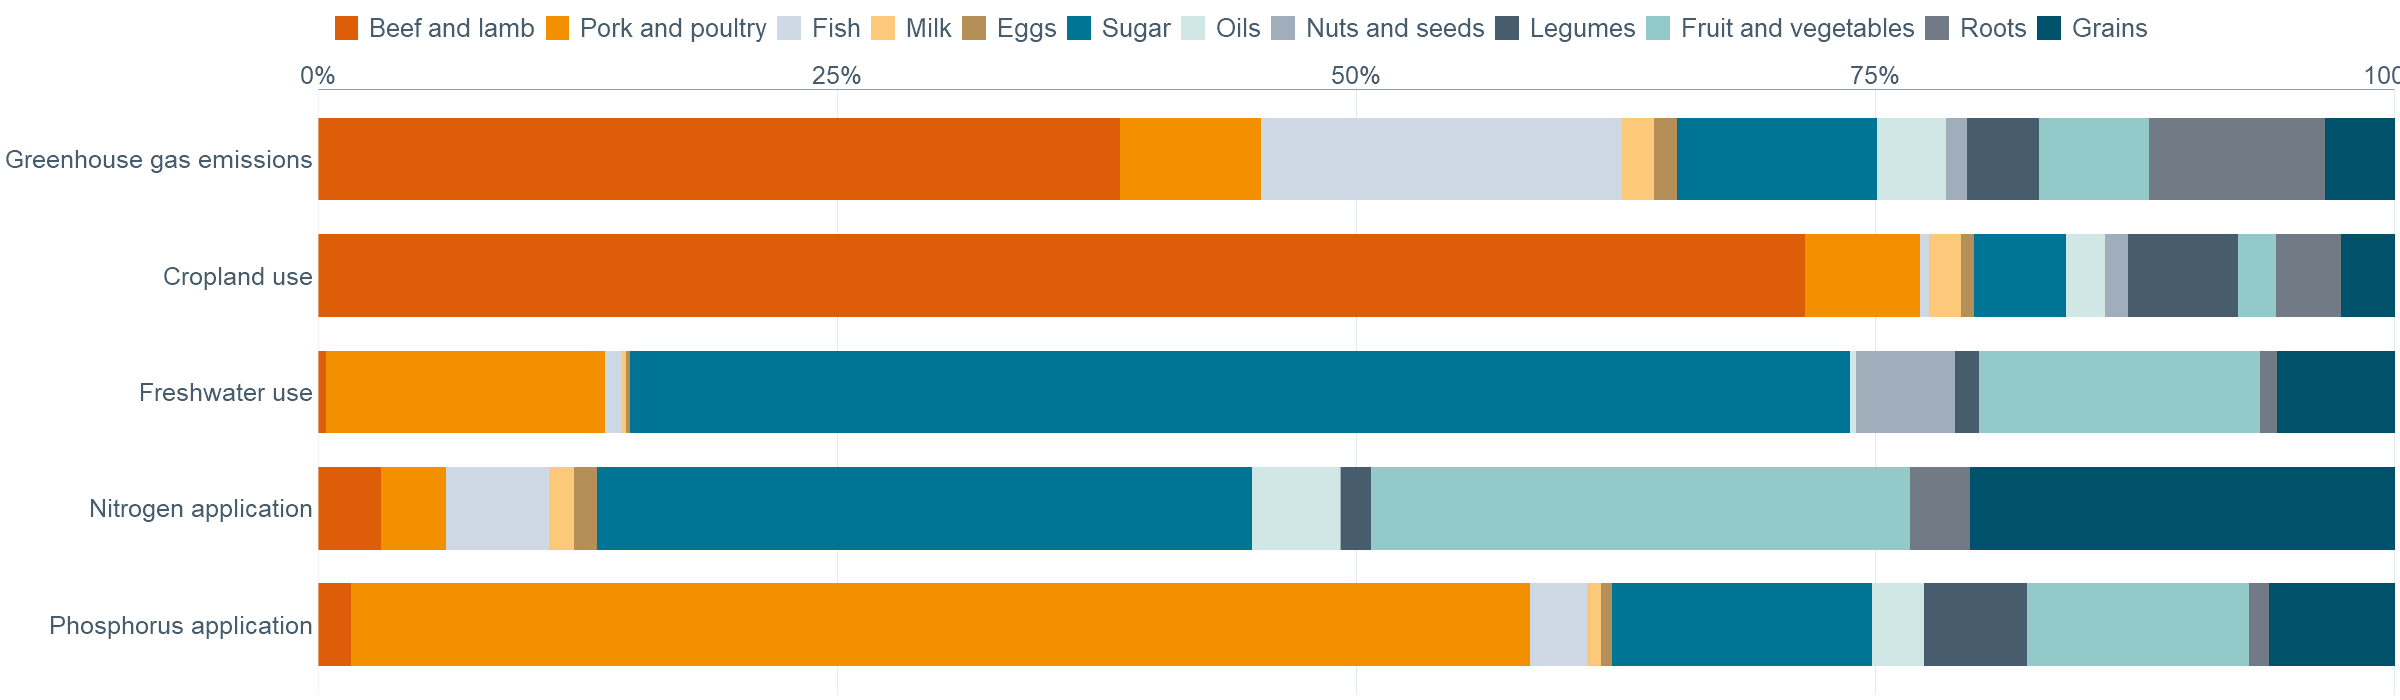 Beef and lamb Pork and poultry Fish Milk Eggs Sugar Oils Nuts and seeds Legumes Fruit and vegetables Roots Grains
0% 25% 50% 75% 100
Greenhouse gas emissions
Cropland use
Freshwater use
Nitrogen application
Phosphorus application